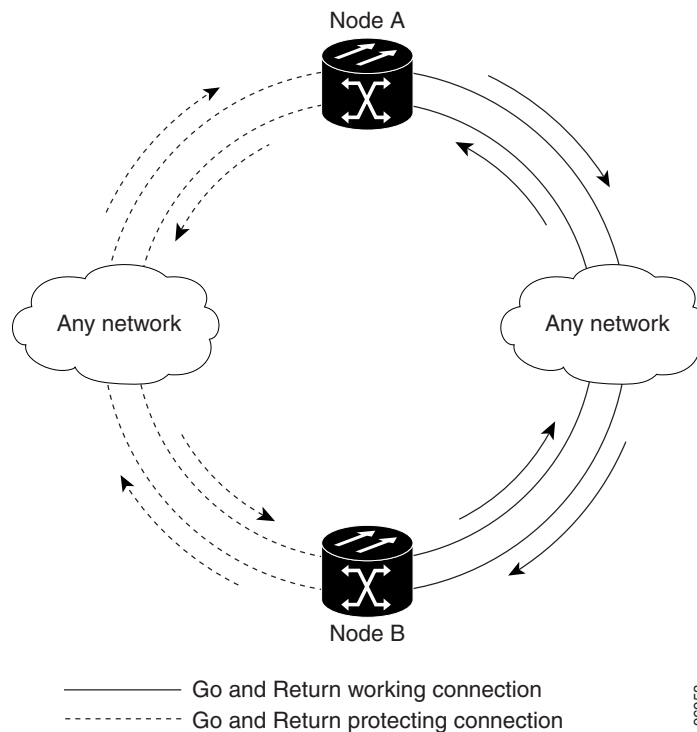 Node A
Any network
Any network
Node B
Go and Return working connection
Go and Return protecting connection